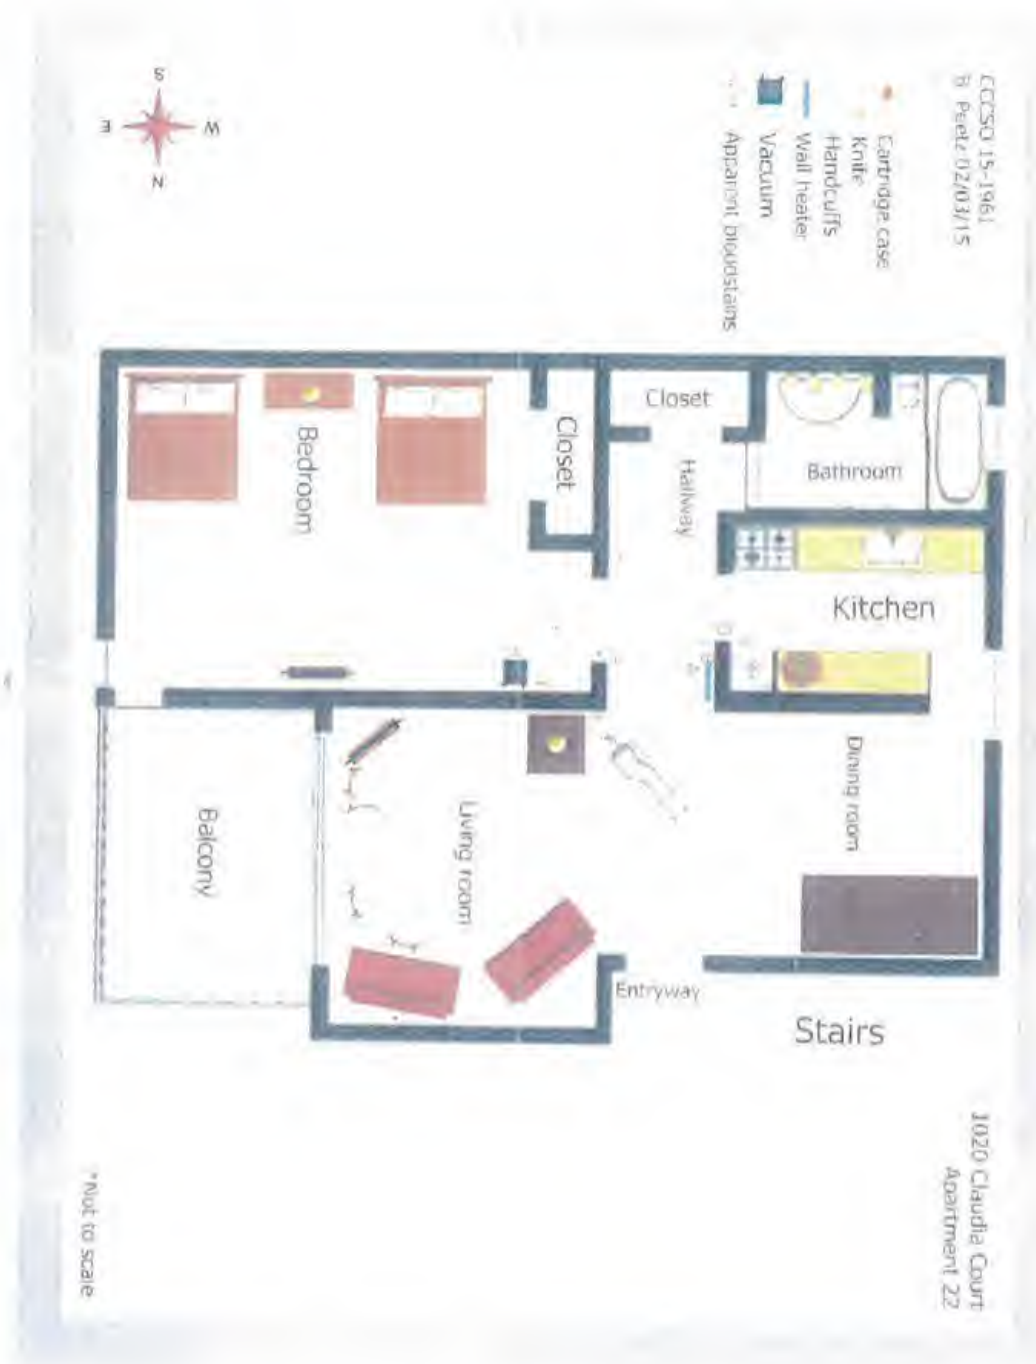 CCCSO 15-1961
B Peetz 02/03/15
Cartridge case
Knife
Handcuffs
Wall heater
Vacuum
Apparent bloodstains
S
E
W
N
Closet
Closet
Bedroom
Hallway
Bathroom
Kitchen
Dining room
Living room
Balcony
Entryway
Stairs
1020 Claudia Court
Apartment 22
*Not to scale